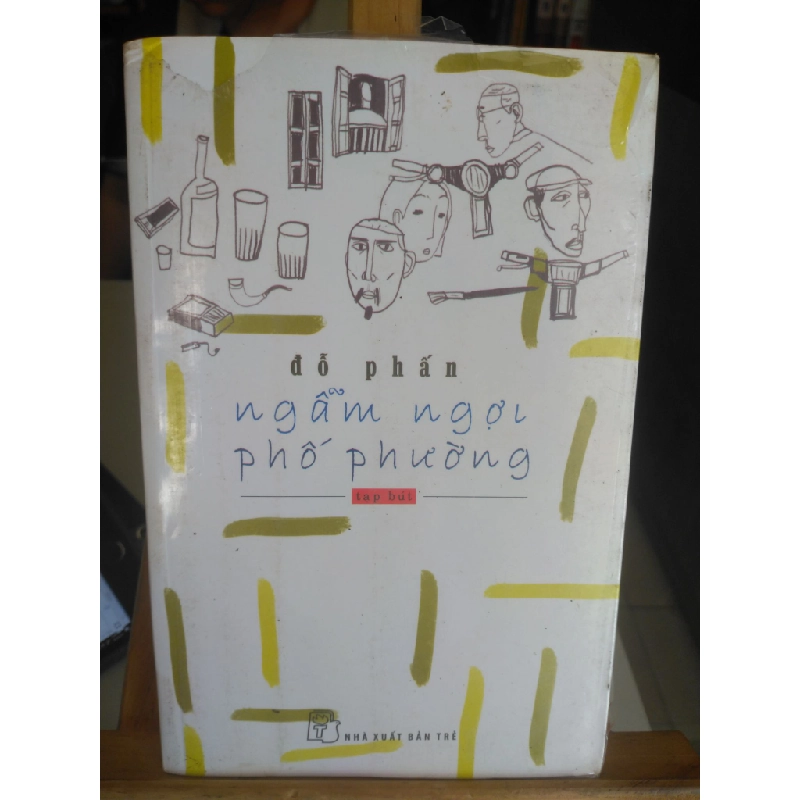 đỗ phấn
ngẫm ngợi
phố phường
tạp bút
NHÀ XUẤT BẢN TRẺ